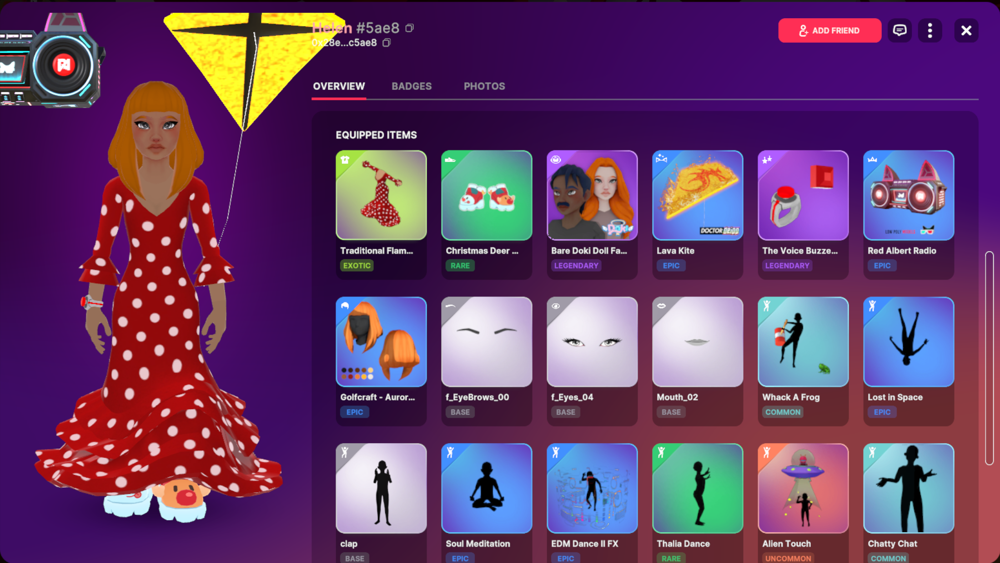 Helen #5ae8
0x28e...c5ae8
ADD FRIEND
OVERVIEW BADGES PHOTOS
EQUIPPED ITEMS
Doki
DOCTOR dripp
LOW POLY
Traditional Flam...
EXOTIC
Christmas Deer ...
RARE
Bare Doki Doll Fa...
LEGENDARY
Lava Kite
EPIC
The Voice Buzze...
LEGENDARY
Red Albert Radio
EPIC
Golfcraft - Auror...
EPIC
f_EyeBrows_00
BASE
f_Eyes_04
BASE
Mouth_02
BASE
Whack A Frog
COMMON
Lost in Space
EPIC
clap
BASE
Soul Meditation
EPIC
EDM Dance II FX
EPIC
Thalia Dance
RARE
Alien Touch
UNCOMMON
Chatty Chat
COMMON